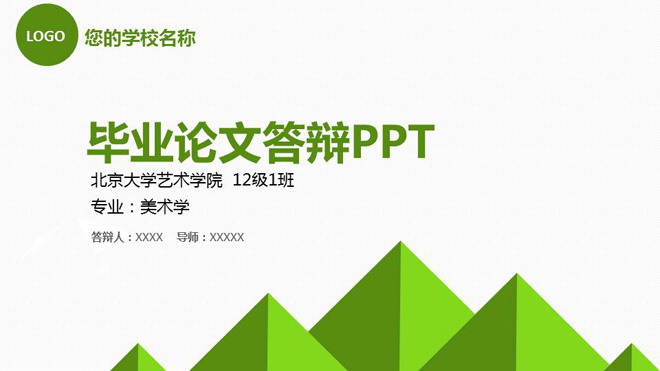 LOGO 您的学校名称
毕业论文答辩PPT
北京大学艺术学院 12级1班
专业：美术学
答辩人：XXXX 导师：XXXXX